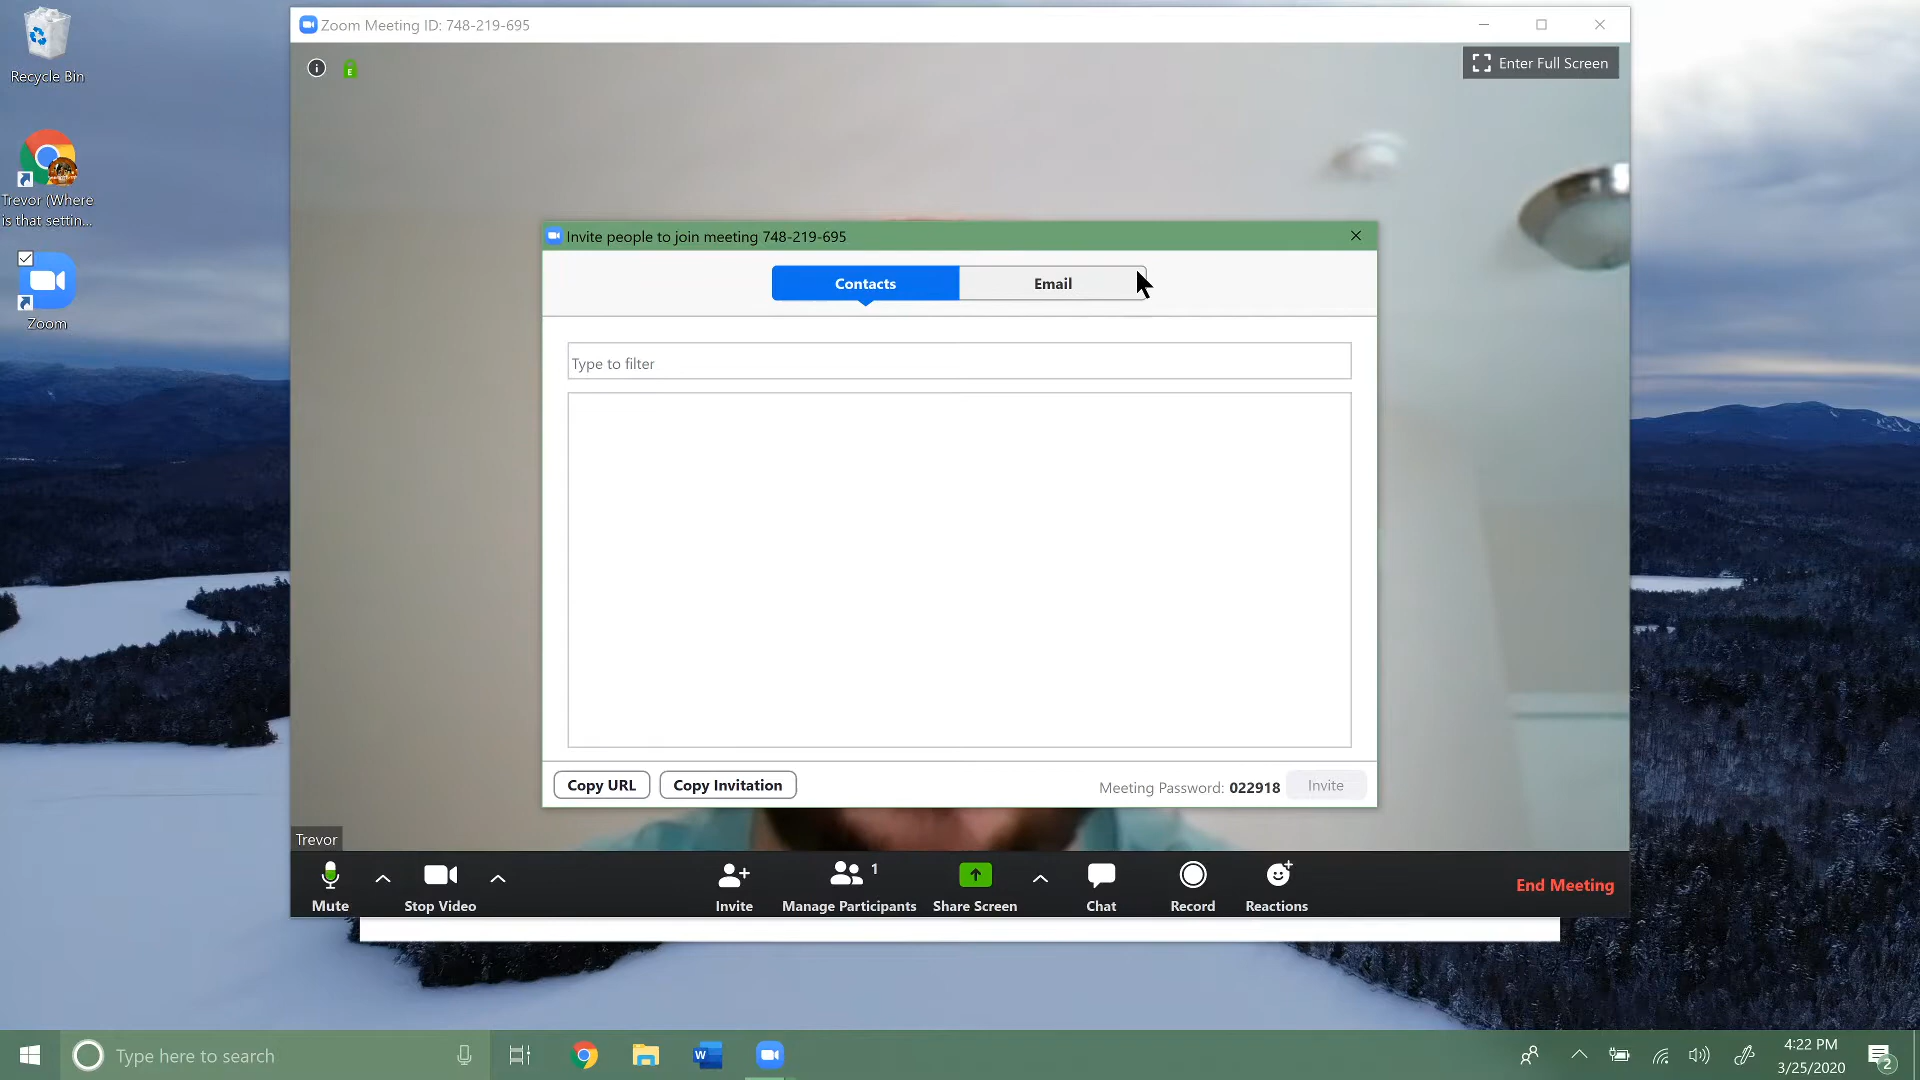 Recycle Bin
Trevor (Where
is that settin...
Zoom
Zoom Meeting ID: 748-219-695
Enter Full Screen
Invite people to join meeting 748-219-695
Contacts
Email
Type to filter
Copy URL
Copy Invitation
Meeting Password: 022918
Invite
Trevor
Mute
Stop Video
Invite
Manage Participants
1
Share Screen
Chat
Record
Reactions
End Meeting
Type here to search
4:22 PM
3/25/2020
2